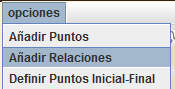 opciones
Añadir Puntos
Añadir Relaciones
Definir Puntos Inicial-Final